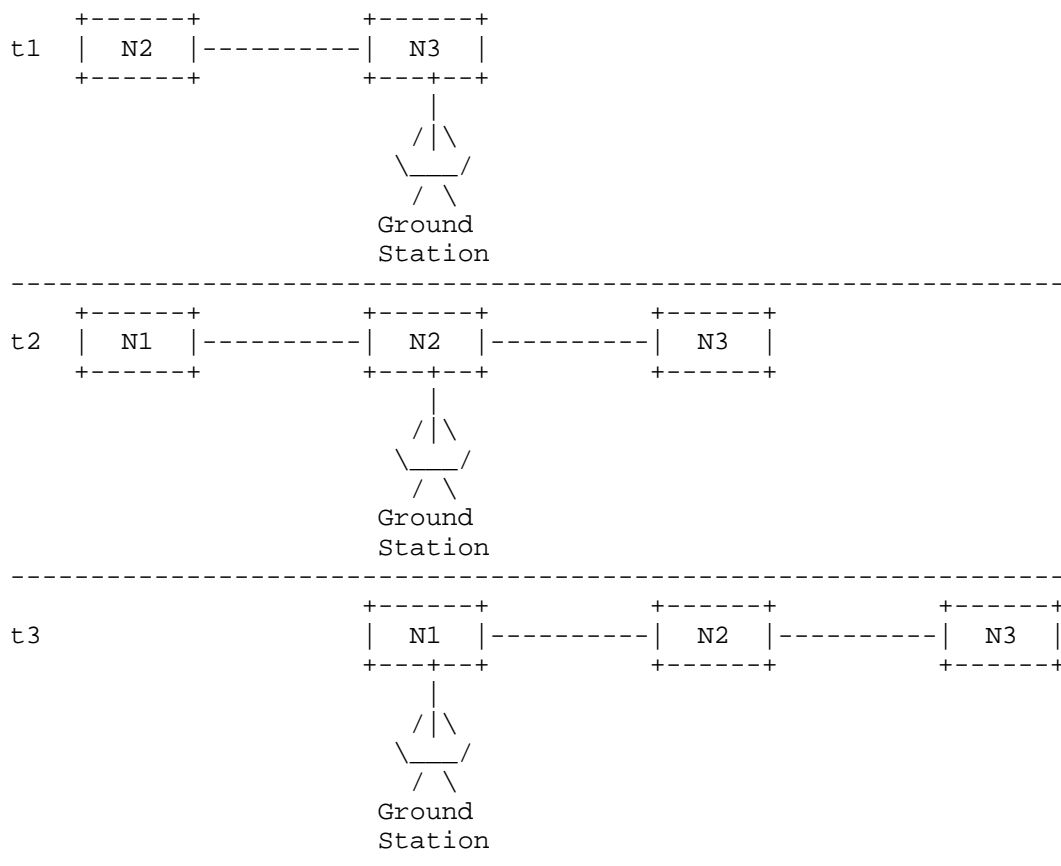 t1 N2 N3
Ground
Station
t2 N1 N2 N3
Ground
Station
t3 N1 N2 N3
Ground
Station